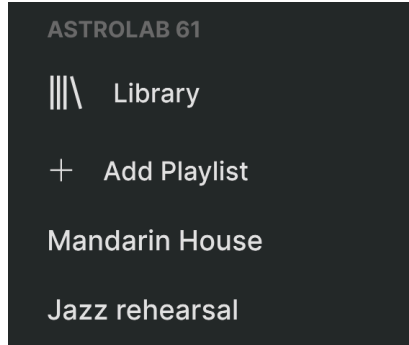 ASTROLAB 61
Library
Add Playlist
Mandarin House
Jazz rehearsal